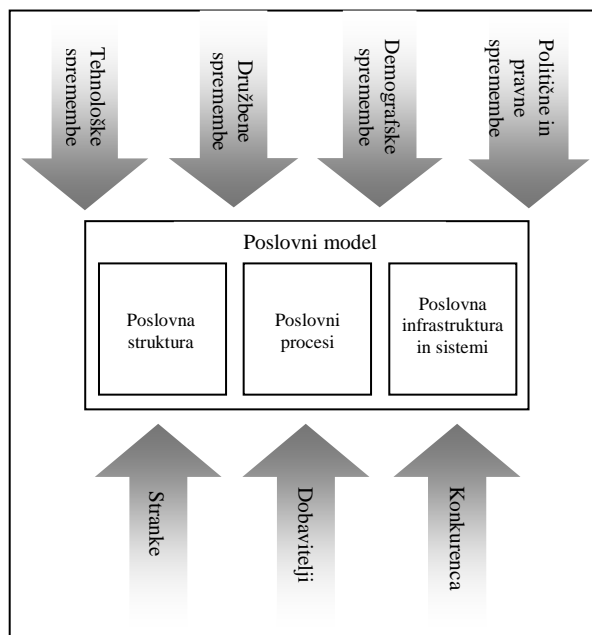 Tehnološke
spremembe
Družbene
spremembe
Demografske
spremembe
Politične in
pravne
spremembe
Poslovni model
Poslovna
struktura
Poslovni
procesi
Poslovna
infrastruktura
in sistemi
Stranke
Dobavitelji
Konkurenca